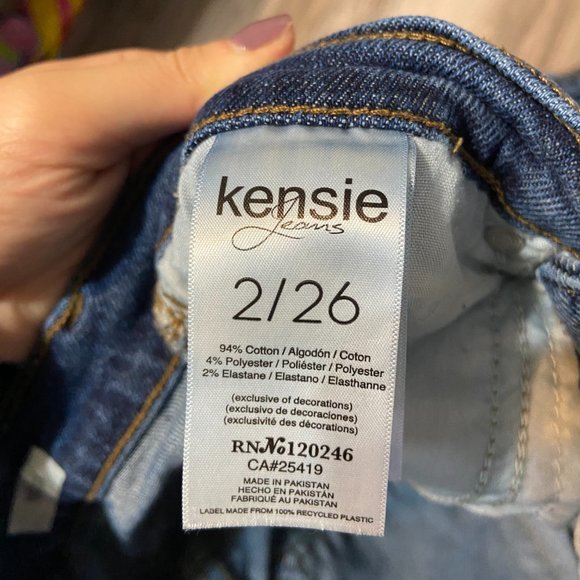 kensie
Jeans
2/26
94% Cotton / Algodón / Coton
4% Polyester / Poliéster / Polyester
2% Elastane / Elastano / Elasthanne
(exclusive of decorations)
(exclusivo de decoraciones)
(exclusivité des décorations)
RN№120246
CA#25419
MADE IN PAKISTAN
HECHO EN PAKISTÁN
FABRIQUÉ AU PAKISTAN
LABEL MADE FROM 100% RECYCLED PLASTIC